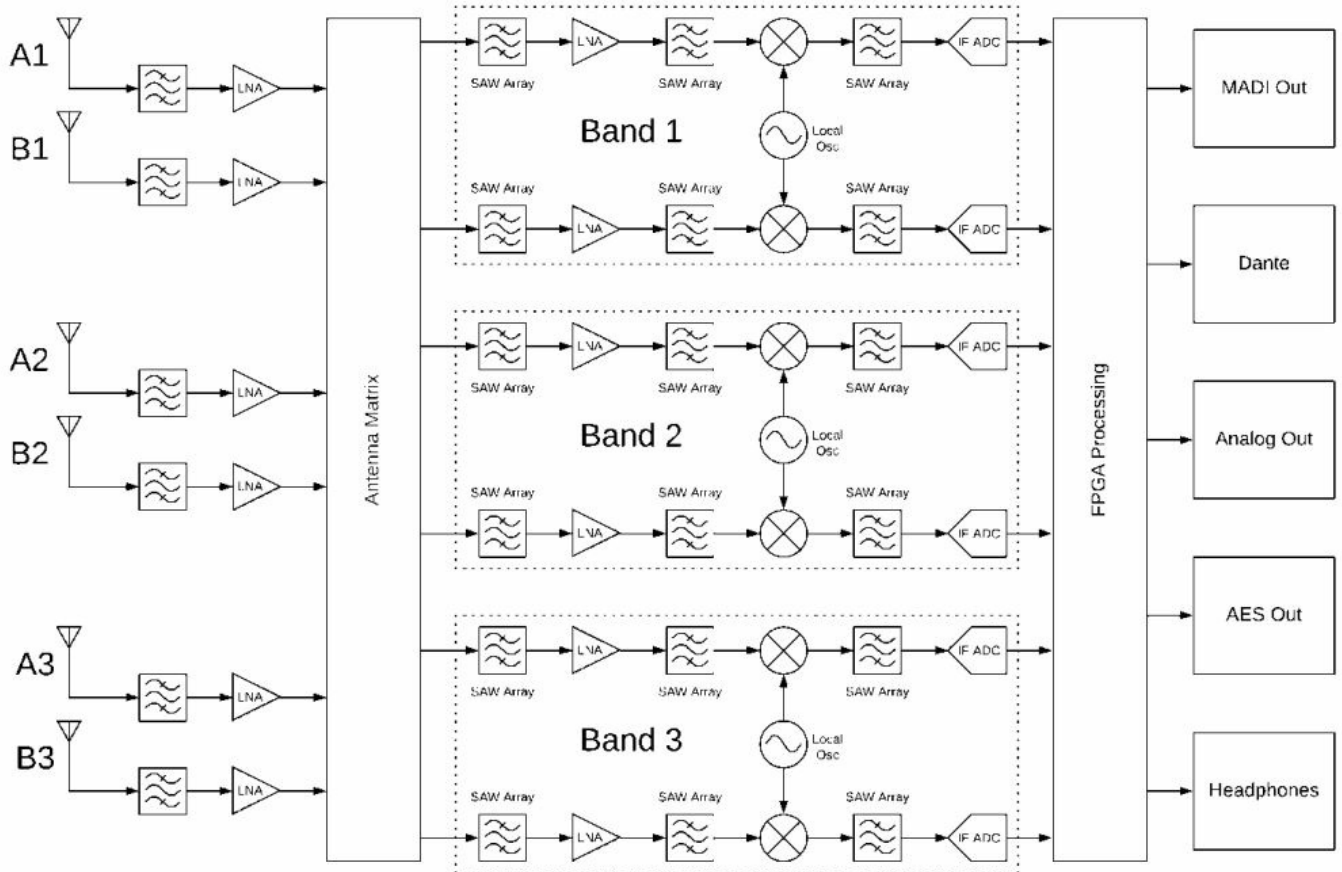 A1
LNA
B1
LNA
A2
LNA
B2
LNA
A3
LNA
B3
LNA
Antenna Matrix
LNA
IF ADC
SAW Array
SAW Array
SAW Array
Band 1
Local
Osc
SAW Array
SAW Array
SAW Array
LNA
IF ADC
LNA
IF ADC
SAW Array
SAW Array
SAW Array
Band 2
Local
Osc
SAW Array
SAW Array
SAW Array
LNA
IF ADC
LNA
IF ADC
SAW Array
SAW Array
SAW Array
Band 3
Local
Osc
SAW Array
SAW Array
SAW Array
LNA
IF ADC
FPGA Processing
MADI Out
Dante
Analog Out
AES Out
Headphones